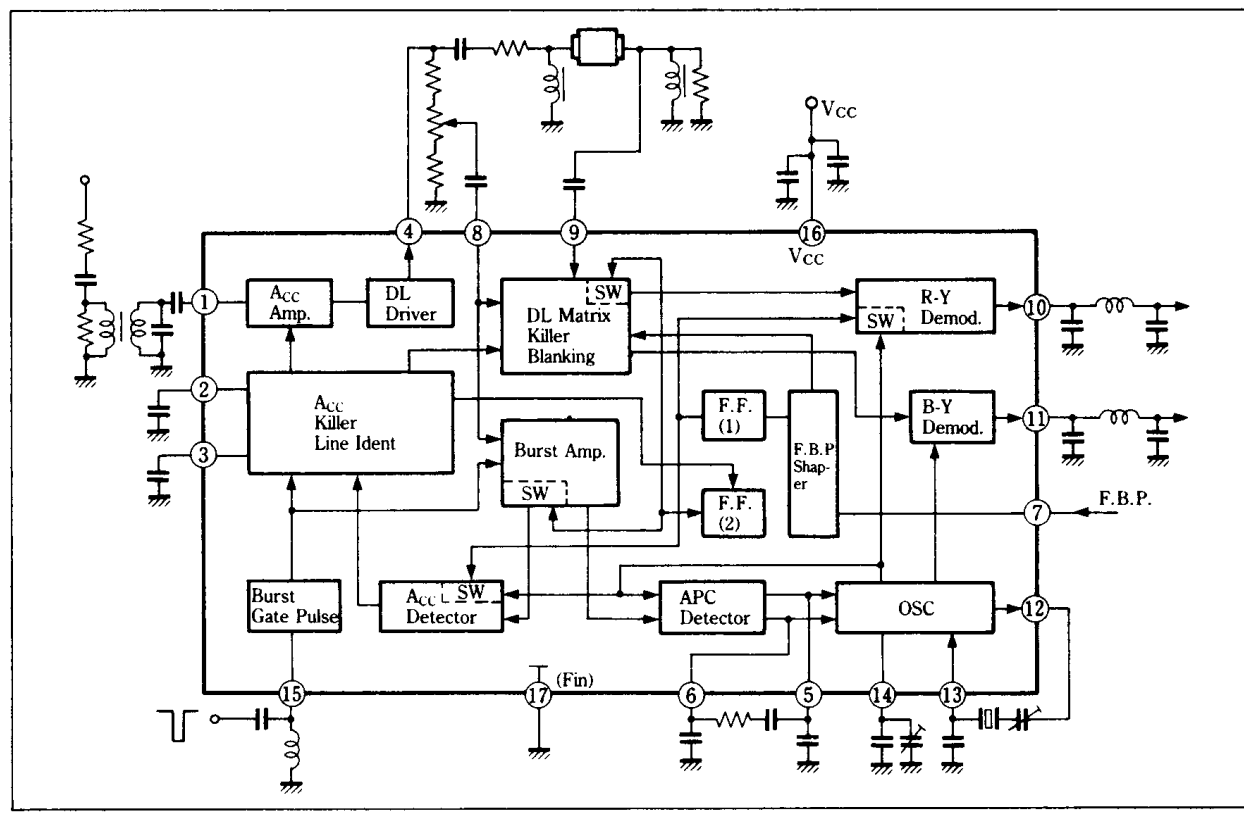 VCC
4
8
9
16
VCC
1
ACC
Amp.
DL
Driver
SW
DL Matrix
Killer
Blanking
R-Y
Demod.
SW
10
2
ACC
Killer
Line Ident
3
Burst Amp.
SW
F.F.
(1)
F.F.
(2)
F.B.P
Shap-
er
B-Y
Demod.
11
7
F.B.P.
Burst
Gate Pulse
SW
ACC
Detector
APC
Detector
OSC
12
15
17
(Fin)
6
5
14
13